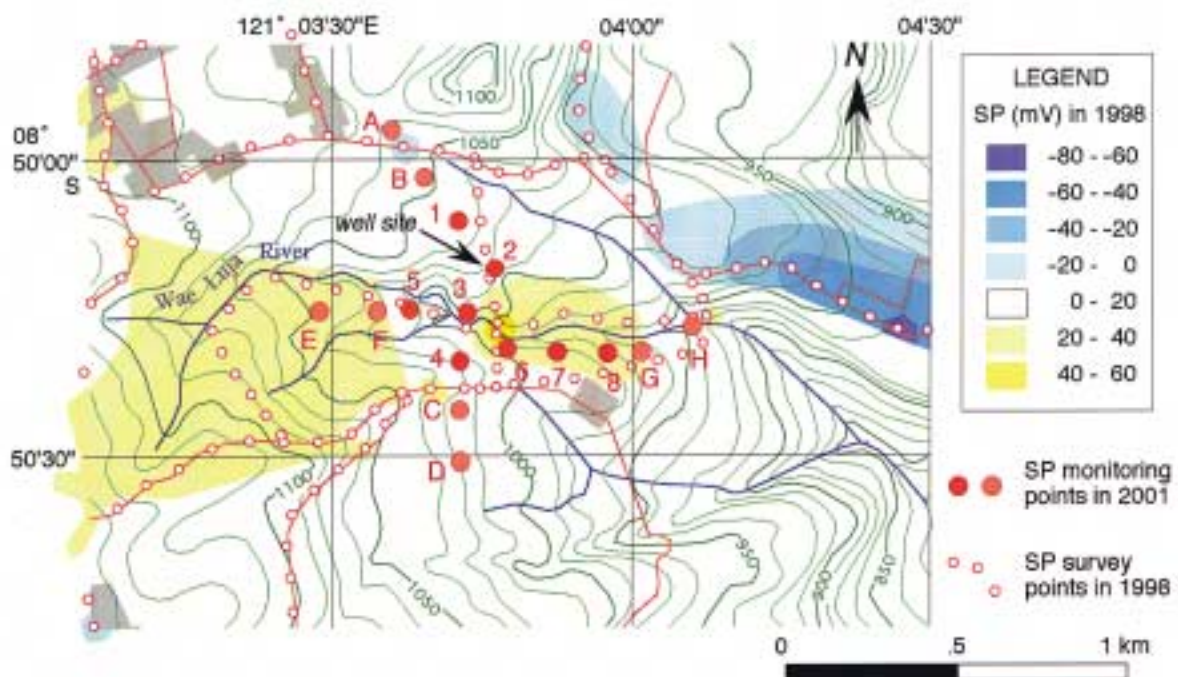 121° 03'30"E
04'00"
04'30"
N
1100
A
1050
08°
50'00"
S
B
950
900
1100
1
well site
2
Wae Luja River
5
3
E
F
4
6
7
8
G
H
C
D
50'30"
1100
1000
1050
950
900
850
LEGEND
SP (mV) in 1998
-80 - -60
-60 - -40
-40 - -20
-20 - 0
0 - 20
20 - 40
40 - 60
SP monitoring
points in 2001
SP survey
points in 1998
0 .5 1 km